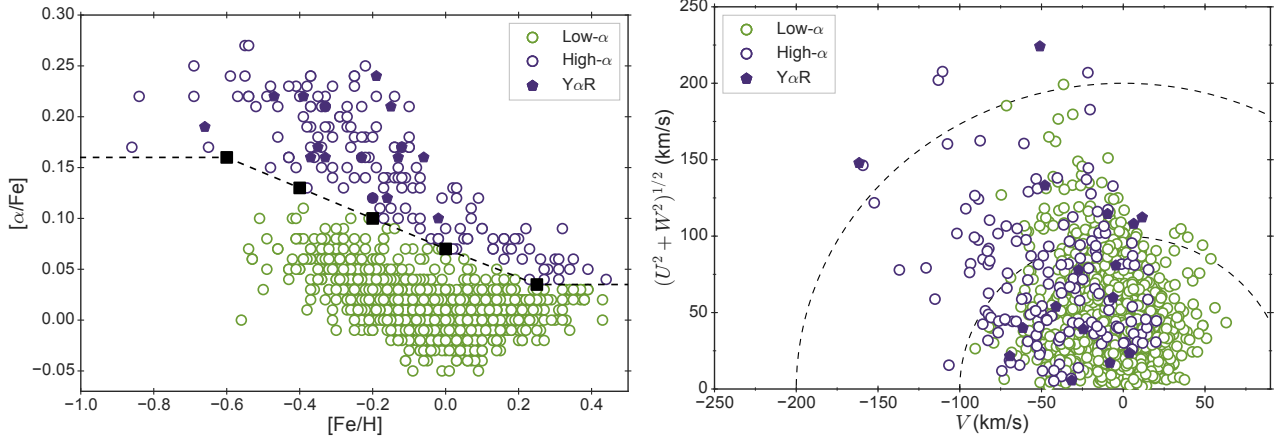 0.30
0.25
0.20
0.15
0.10
0.05
0.00
−0.05
[α/Fe]
−1.0 −0.8 −0.6 −0.4 −0.2 0.0 0.2 0.4
[Fe/H]
Low-α
High-α
YαR
250
200
150
100
50
0
(U² + W²)^{1/2} (km/s)
−250 −200 −150 −100 −50 0 50
V (km/s)
Low-α
High-α
YαR